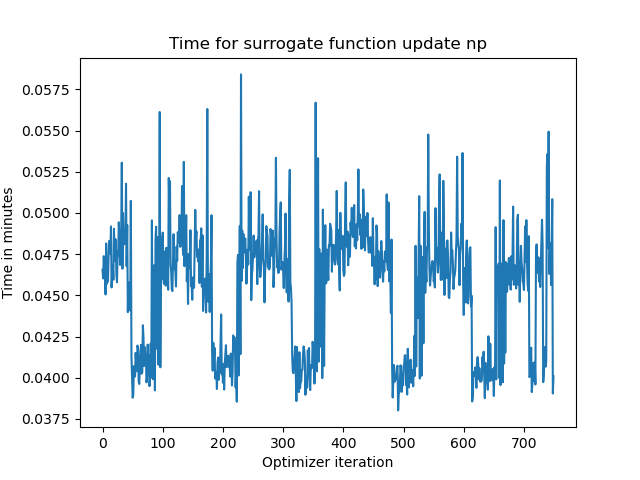 Time for surrogate function update np
0.0575
0.0550
0.0525
0.0500
0.0475
0.0450
0.0425
0.0400
0.0375
Time in minutes
0 100 200 300 400 500 600 700
Optimizer iteration